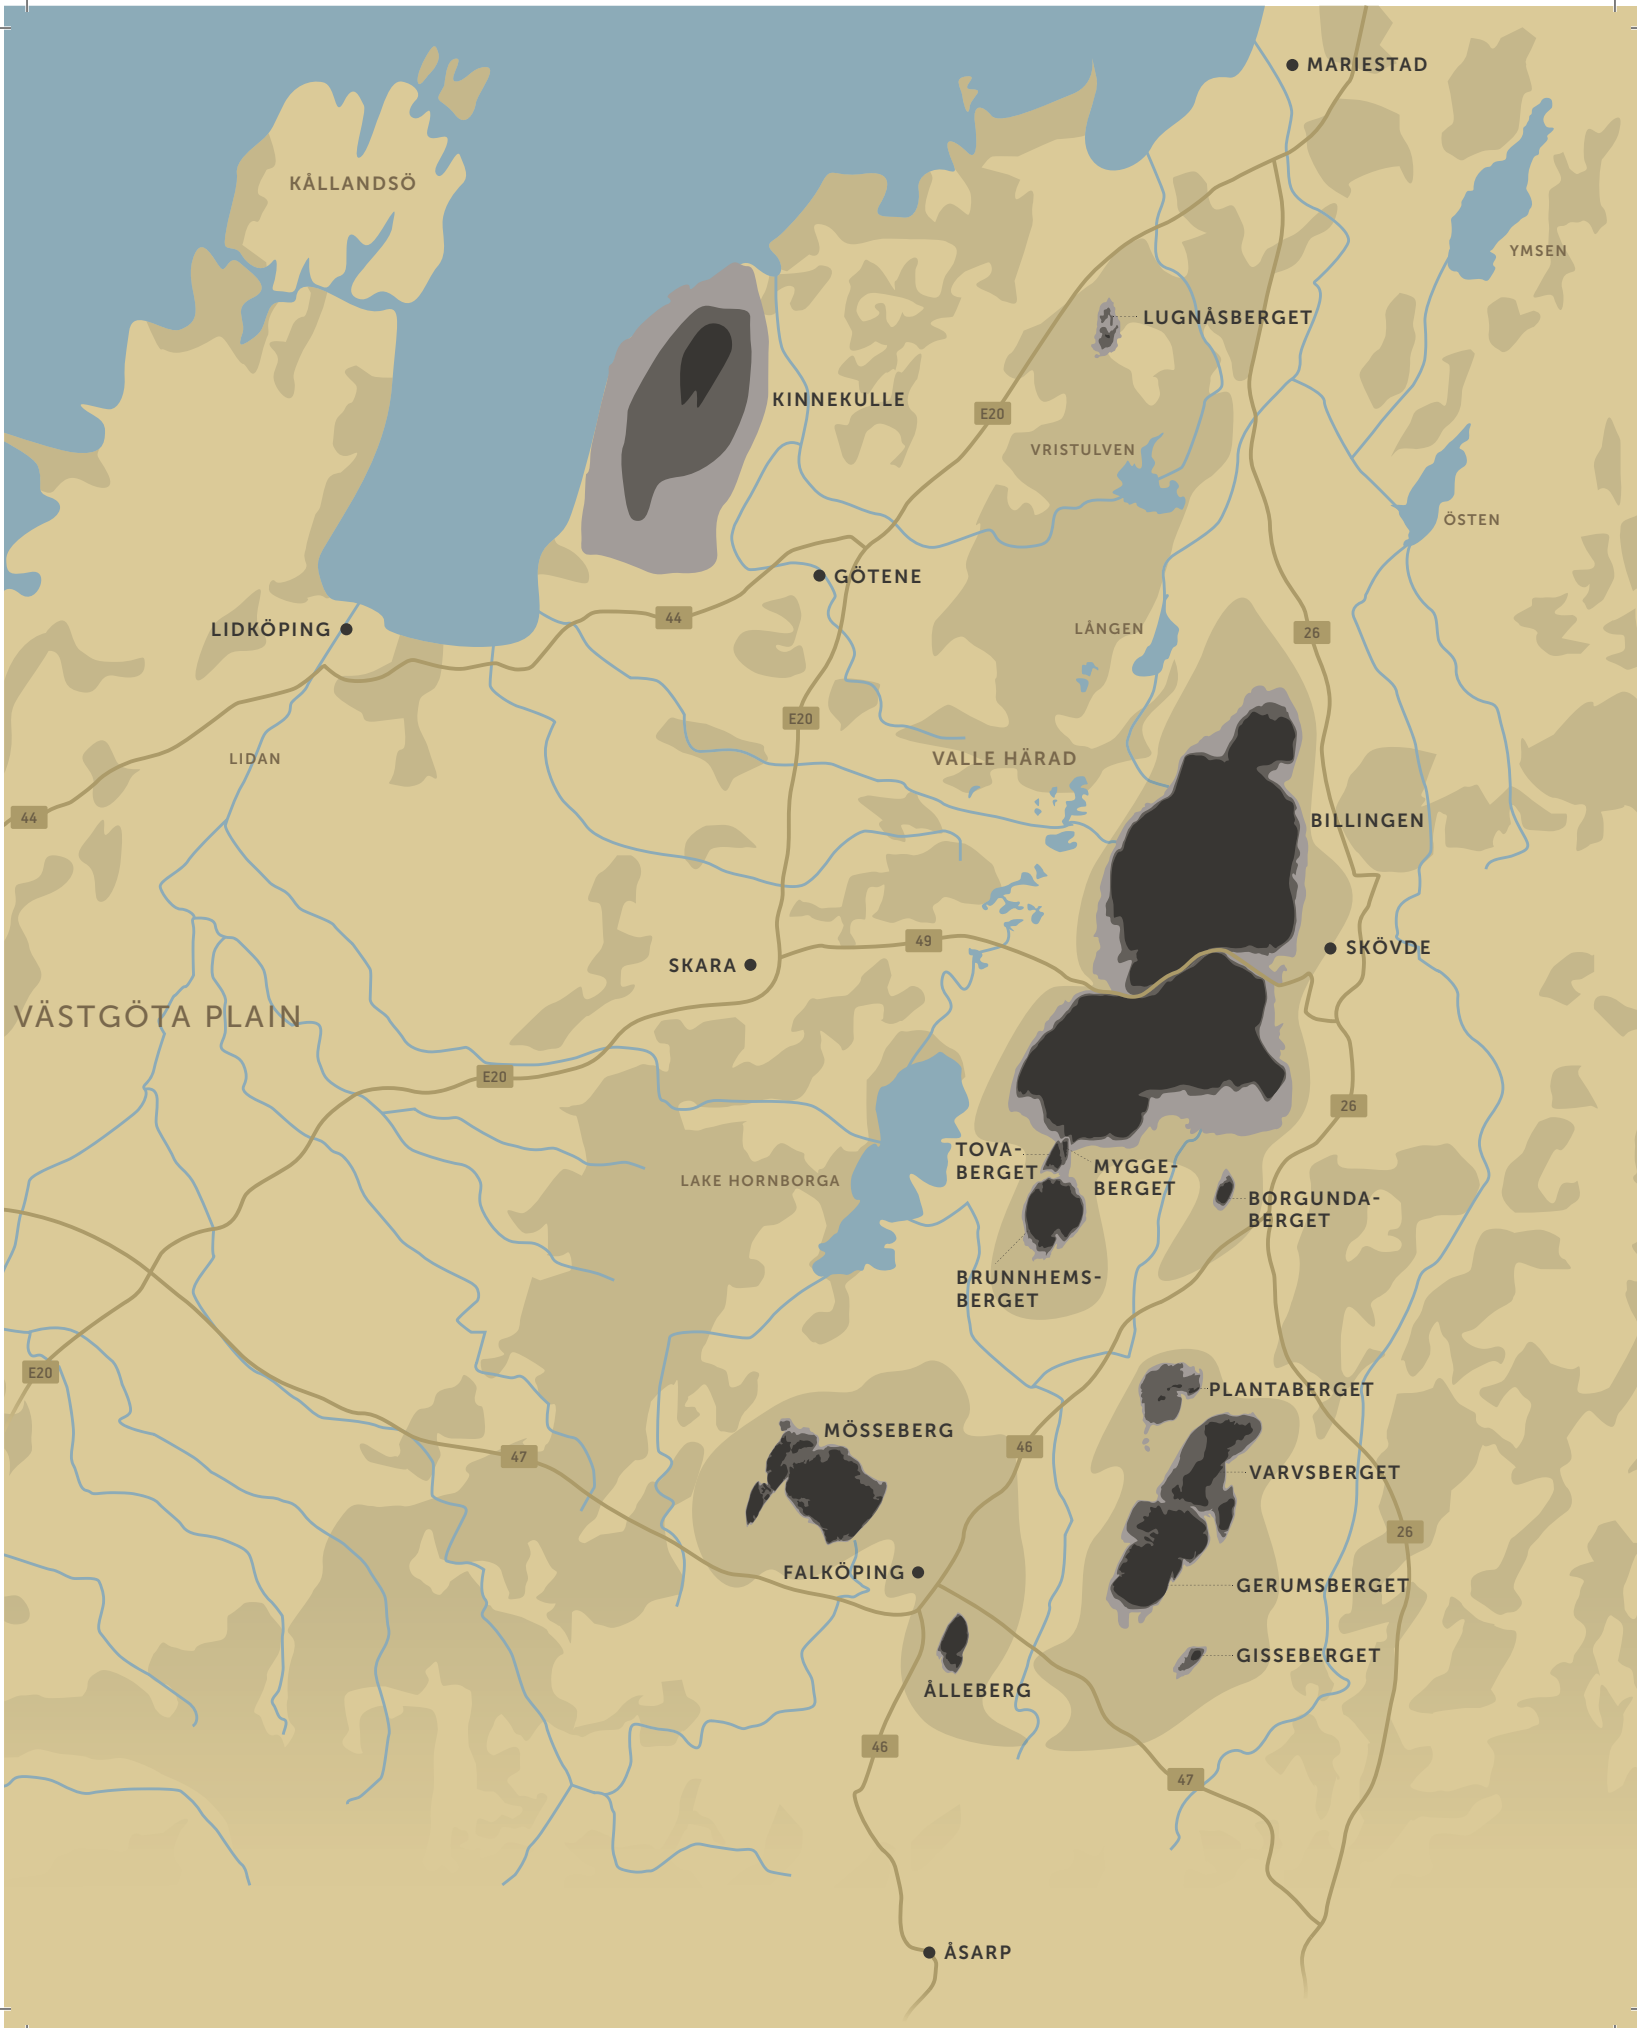 MARIESTAD
KÅLLANDSÖ
YMSEN
LUGNÅSBERGET
KINNEKULLE
E20
VRISTULVEN
ÖSTEN
GÖTENE
44
LIDKÖPING
LÅNGEN
26
E20
LIDAN
VALLE HÄRAD
44
BILLINGEN
49
SKÖVDE
SKARA
VÄSTGÖTA PLAIN
E20
26
TOVA-
BERGET
MYGGE-
BERGET
LAKE HORNBORGA
BORGUNDA-
BERGET
BRUNNHEMS-
BERGET
E20
PLANTABERGET
MÖSSEBERG
46
47
VARVSBERGET
26
FALKÖPING
GERUMSBERGET
GISSEBERGET
ÅLLEBERG
46
47
ÅSARP